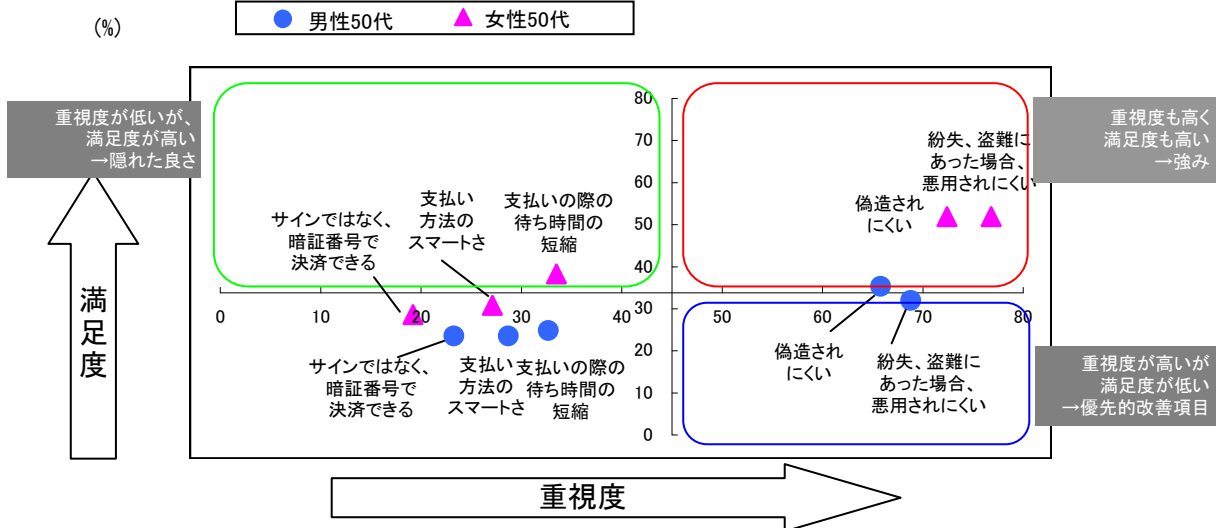 (%)
男性50代
女性50代
重視度が低いが、
満足度が高い
→隠れた良さ
重視度も高く
満足度も高い
→強み
重視度が高いが
満足度が低い
→優先的改善項目
満足度
重視度
80
70
60
50
40
30
20
10
0
0
10
20
30
40
50
60
70
80
サインではなく、
暗証番号で
決済できる
支払い
方法の
スマートさ
支払いの際の
待ち時間の
短縮
偽造され
にくい
紛失、盗難に
あった場合、
悪用されにくい
サインではなく、
暗証番号で
決済できる
支払い
方法の
スマートさ
支払いの際の
待ち時間の
短縮
偽造され
にくい
紛失、盗難に
あった場合、
悪用されにくい